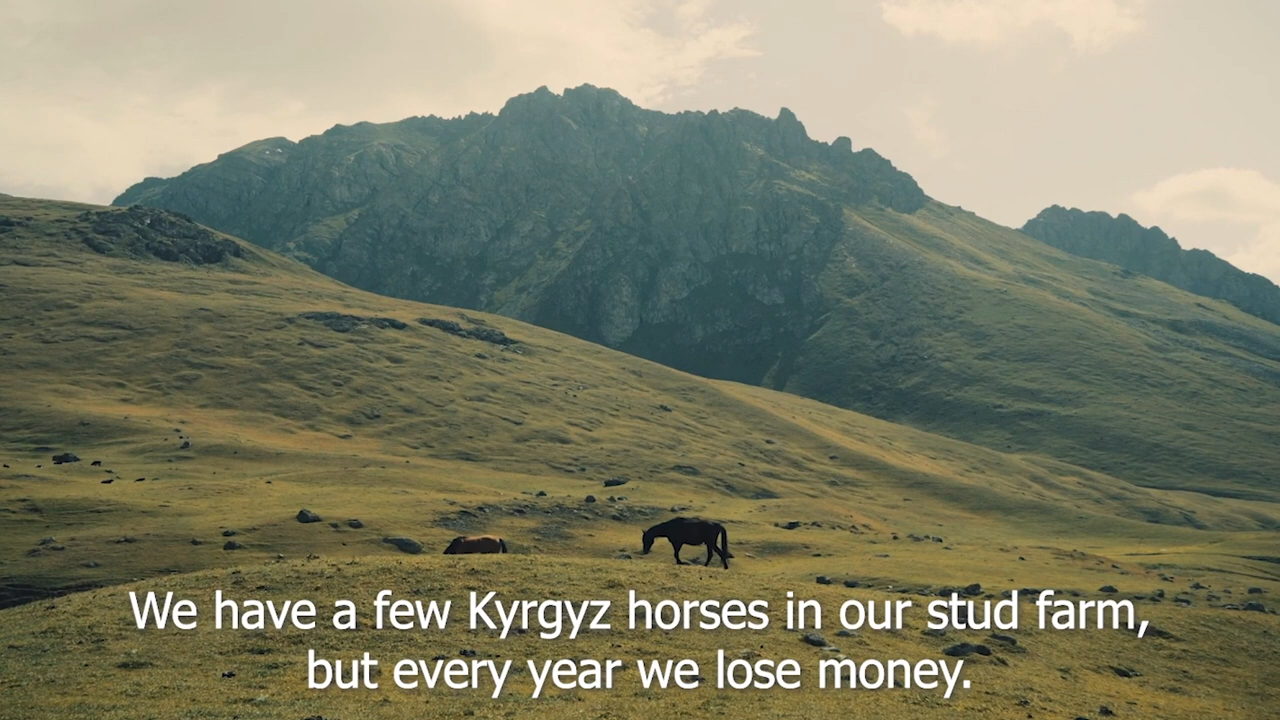 We have a few Kyrgyz horses in our stud farm,
but every year we lose money.